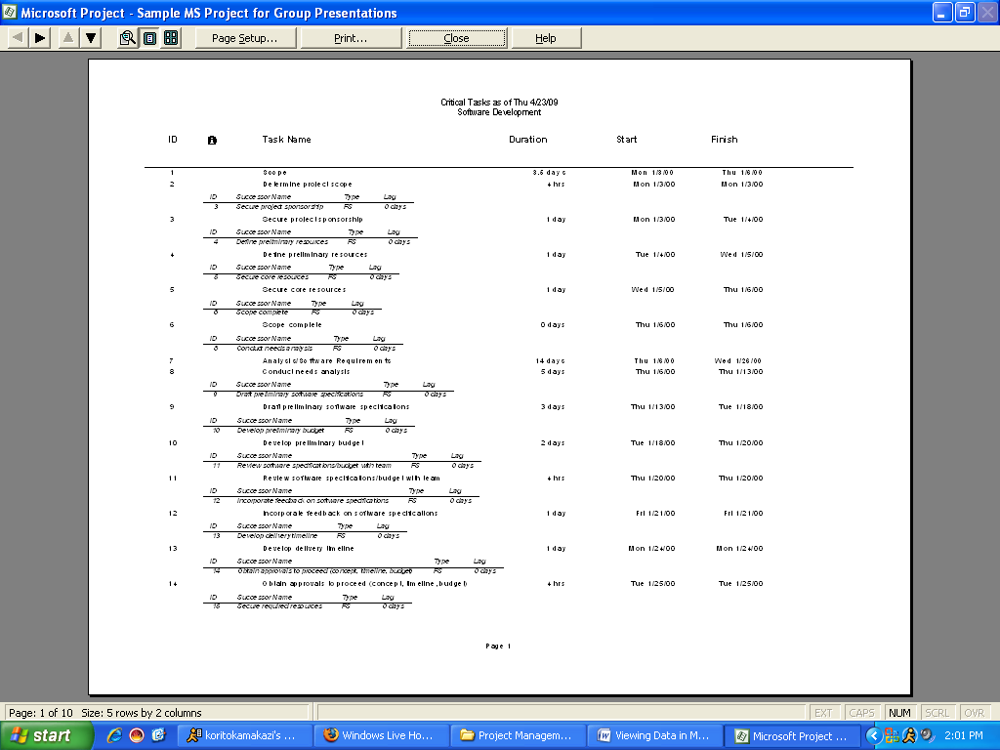 Microsoft Project - Sample MS Project for Group Presentations
Page Setup... Print... Close Help
Critical Tasks as of Thu 4/23/09
Software Development
ID Task Name Duration Start Finish
1 Scope 3.5 days Mon 1/3/00 Thu 1/6/00
2 Determine project scope 4 hrs Mon 1/3/00 Mon 1/3/00
ID Successor Name Type Lag
3 Secure project sponsorship FS 0 days
3 Secure project sponsorship 1 day Mon 1/3/00 Tue 1/4/00
ID Successor Name Type Lag
4 Define preliminary resources FS 0 days
4 Define preliminary resources 1 day Tue 1/4/00 Wed 1/5/00
ID Successor Name Type Lag
5 Secure core resources FS 0 days
5 Secure core resources 1 day Wed 1/5/00 Thu 1/6/00
ID Successor Name Type Lag
6 Scope complete FS 0 days
6 Scope complete 0 days Thu 1/6/00 Thu 1/6/00
ID Successor Name Type Lag
8 Conduct needs analysis FS 0 days
7 Analysis/Software Requirements 14 days Thu 1/6/00 Wed 1/26/00
8 Conduct needs analysis 5 days Thu 1/6/00 Thu 1/13/00
ID Successor Name Type Lag
9 Draft preliminary software specifications FS 0 days
9 Draft preliminary software specifications 3 days Thu 1/13/00 Tue 1/18/00
ID Successor Name Type Lag
10 Develop preliminary budget FS 0 days
10 Develop preliminary budget 2 days Tue 1/18/00 Thu 1/20/00
ID Successor Name Type Lag
11 Review software specifications/budget with team FS 0 days
11 Review software specifications/budget with team 4 hrs Thu 1/20/00 Thu 1/20/00
ID Successor Name Type Lag
12 Incorporate feedback on software specifications FS 0 days
12 Incorporate feedback on software specifications 1 day Fri 1/21/00 Fri 1/21/00
ID Successor Name Type Lag
13 Develop delivery timeline FS 0 days
13 Develop delivery timeline 1 day Mon 1/24/00 Mon 1/24/00
ID Successor Name Type Lag
14 Obtain approvals to proceed (concept, timeline, budget) FS 0 days
14 Obtain approvals to proceed (concept, timeline, budget) 4 hrs Tue 1/25/00 Tue 1/25/00
ID Successor Name Type Lag
15 Secure required resources FS 0 days
Page 1
Page: 1 of 10 Size: 5 rows by 2 columns EXT CAPS NUM SCRL OVR
start koritokamakazi's ... Windows Live Ho... Project Managem... Viewing Data in M... Microsoft Project ... 2:01 PM